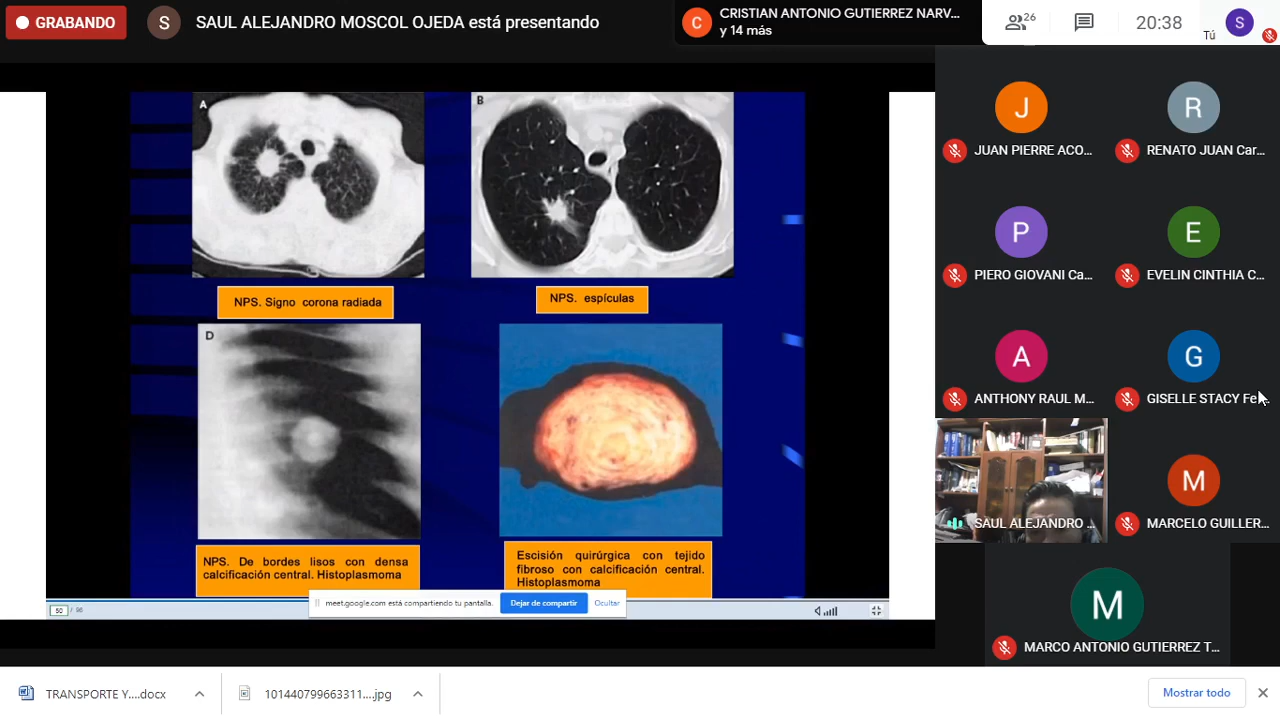 GRABANDO
S
SAUL ALEJANDRO MOSCOL OJEDA está presentando
C
CRISTIAN ANTONIO GUTIERREZ NARV...
y 14 más
26
20:38
Tú
S
A
B
NPS. Signo corona radiada
NPS. espículas
D
NPS. De bordes lisos con densa
calcificación central. Histoplasmoma
Escisión quirúrgica con tejido
fibroso con calcificación central.
Histoplasmoma
meet.google.com está compartiendo tu pantalla.
Dejar de compartir
Ocultar
50 / 56
J
JUAN PIERRE ACO...
R
RENATO JUAN Car...
P
PIERO GIOVANI Ca...
E
EVELIN CINTHIA C...
A
ANTHONY RAUL M...
G
GISELLE STACY Fe...
SAUL ALEJANDRO ...
M
MARCELO GUILLER...
M
MARCO ANTONIO GUTIERREZ T...
TRANSPORTE Y....docx
101440799663311....jpg
Mostrar todo